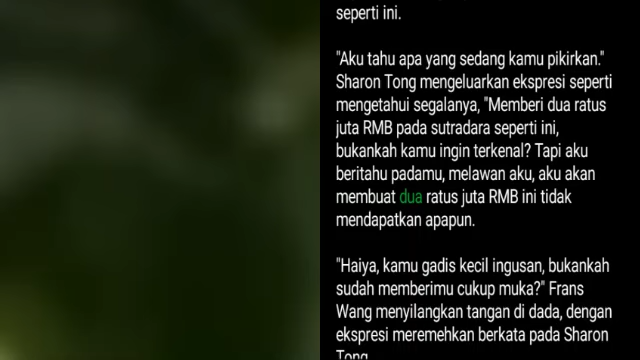 seperti ini.
"Aku tahu apa yang sedang kamu pikirkan."
Sharon Tong mengeluarkan ekspresi seperti
mengetahui segalanya, "Memberi dua ratus
juta RMB pada sutradara seperti ini,
bukankah kamu ingin terkenal? Tapi aku
beritahu padamu, melawan aku, aku akan
membuat dua ratus juta RMB ini tidak
mendapatkan apapun.
"Haiya, kamu gadis kecil ingusan, bukankah
sudah memberimu cukup muka?" Frans
Wang menyilangkan tangan di dada, dengan
ekspresi meremehkan berkata pada Sharon
Tong